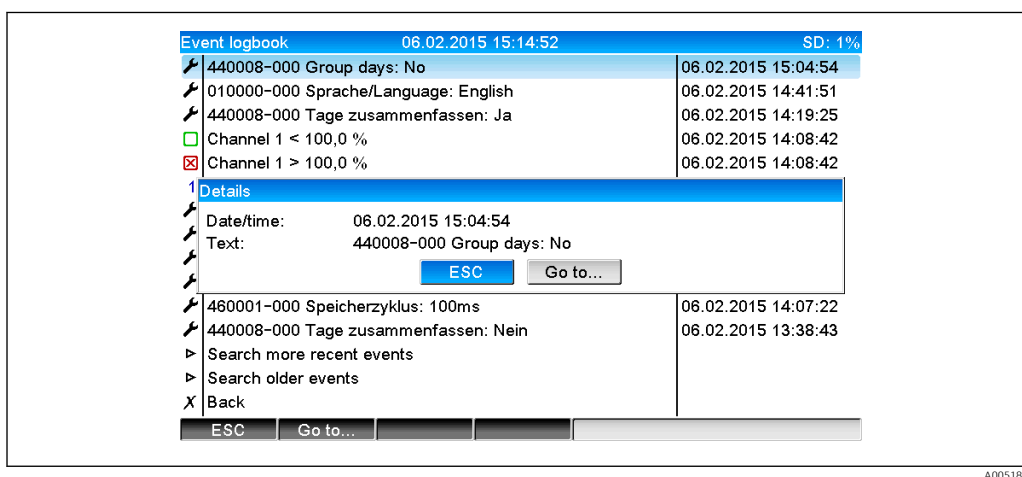 Event logbook 06.02.2015 15:14:52 SD: 1%
440008-000 Group days: No 06.02.2015 15:04:54
010000-000 Sprache/Language: English 06.02.2015 14:41:51
440008-000 Tage zusammenfassen: Ja 06.02.2015 14:19:25
Channel 1 < 100,0 % 06.02.2015 14:08:42
Channel 1 > 100,0 % 06.02.2015 14:08:42
1
Details
Date/time: 06.02.2015 15:04:54
Text: 440008-000 Group days: No
ESC Go to...
460001-000 Speicherzyklus: 100ms 06.02.2015 14:07:22
440008-000 Tage zusammenfassen: Nein 06.02.2015 13:38:43
Search more recent events
Search older events
X Back
ESC Go to...